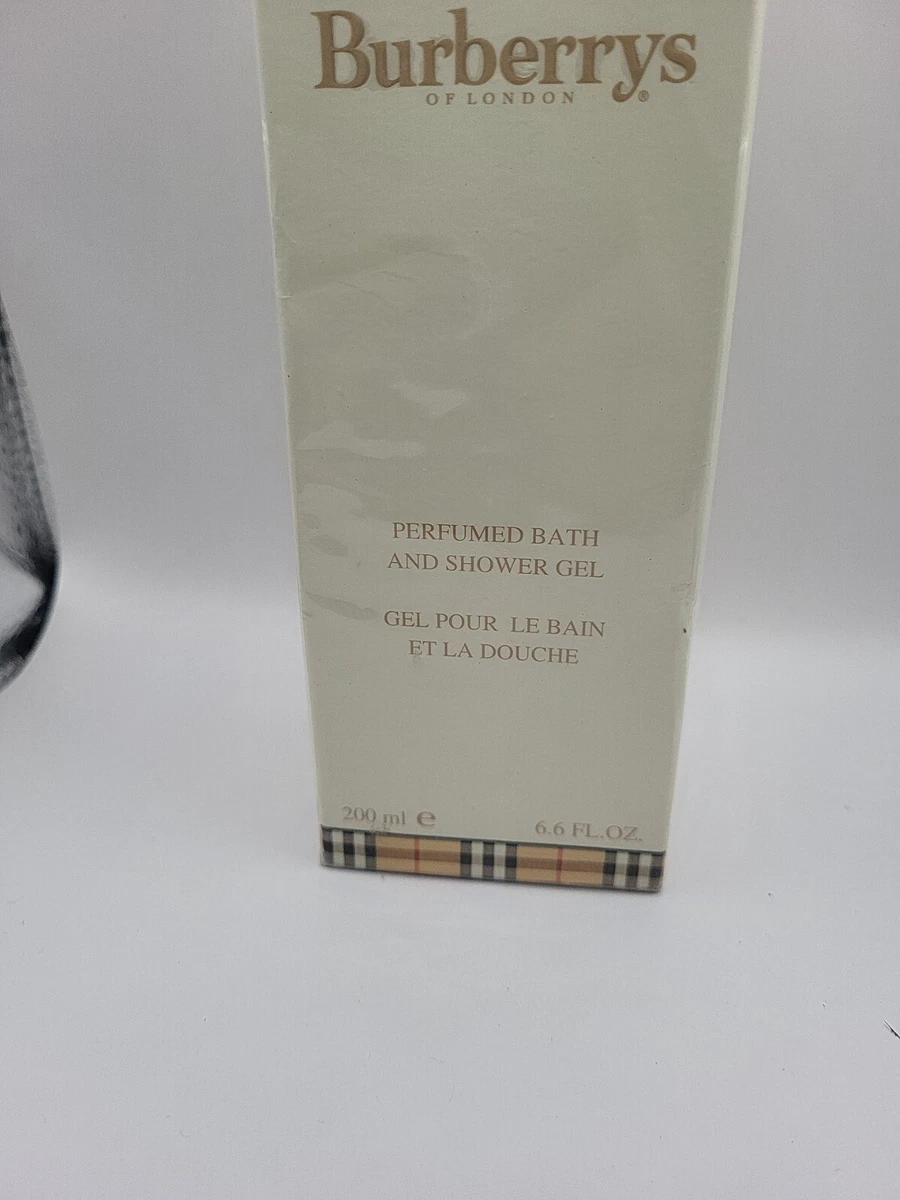 Burberrys
OF LONDON ®
PERFUMED BATH
AND SHOWER GEL
GEL POUR LE BAIN
ET LA DOUCHE
200 ml ℮
6.6 FL.OZ.